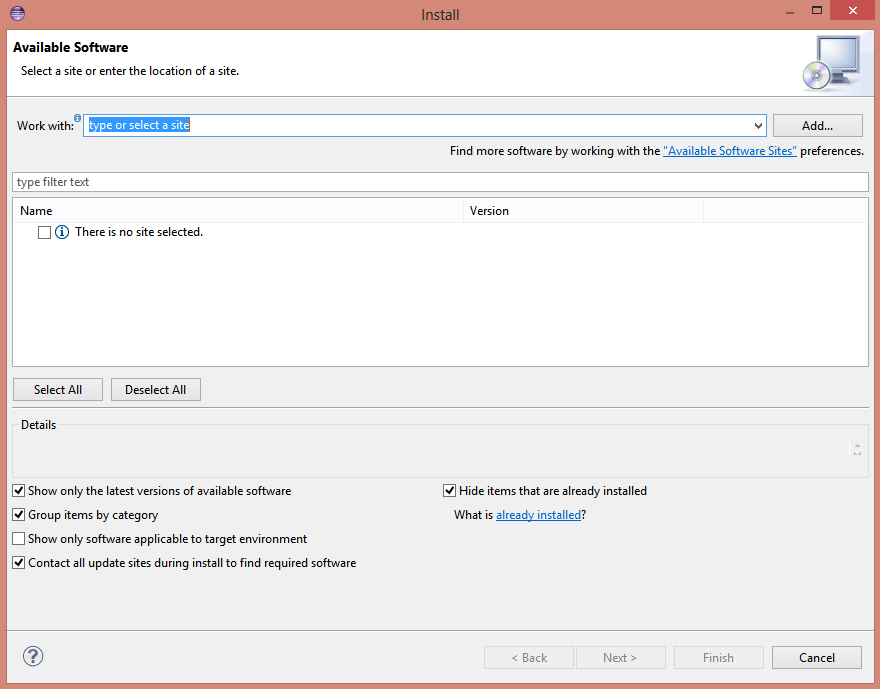 Install
Available Software
Select a site or enter the location of a site.
Work with: type or select a site Add...
Find more software by working with the "Available Software Sites" preferences.
type filter text
Name Version
There is no site selected.
Select All Deselect All
Details
Show only the latest versions of available software Hide items that are already installed
Group items by category What is already installed?
Show only software applicable to target environment
Contact all update sites during install to find required software
? < Back Next > Finish Cancel